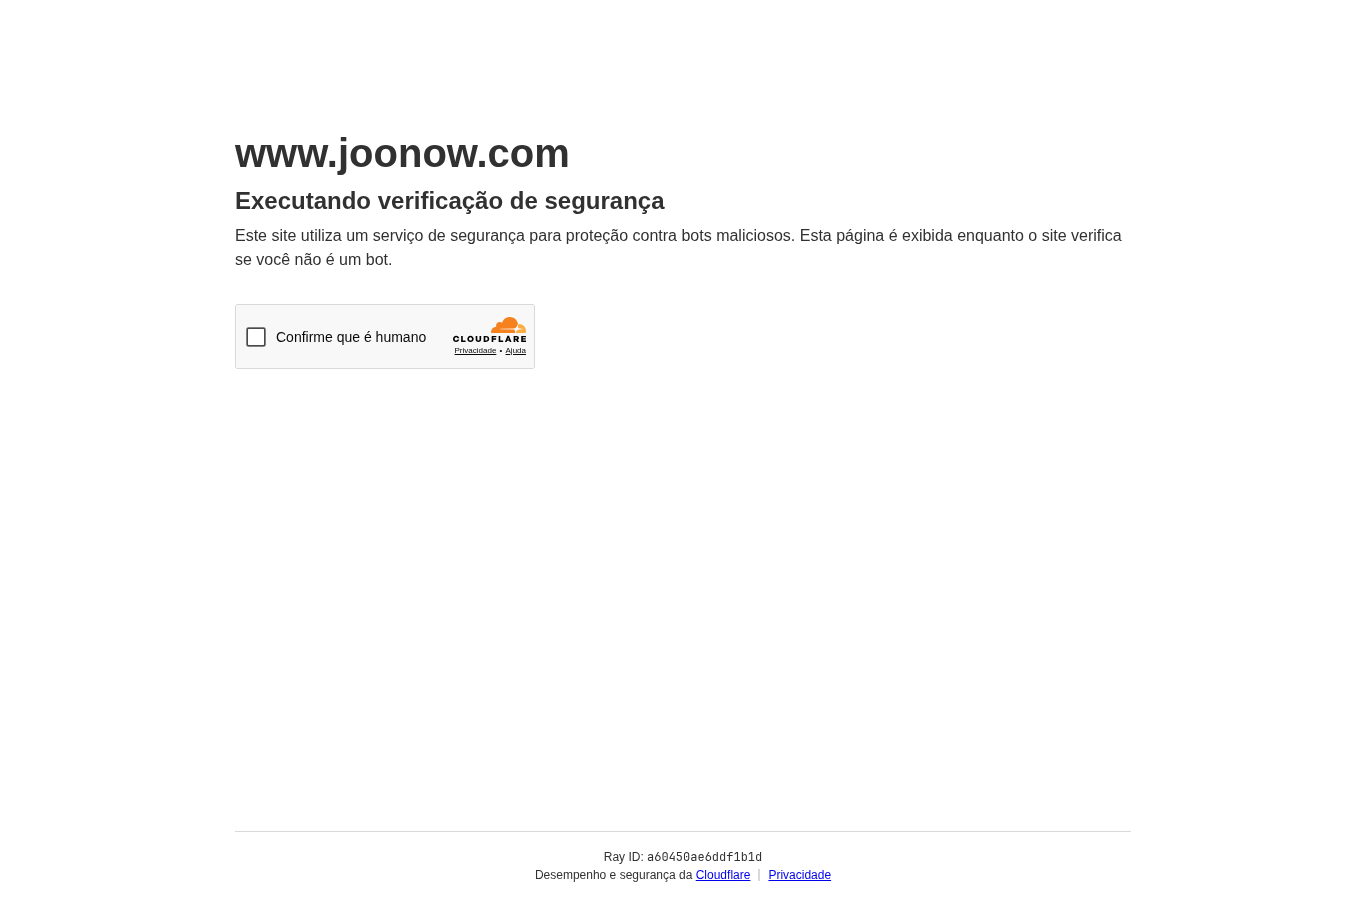 www.joonow.com
Executando verificação de segurança
Este site utiliza um serviço de segurança para proteção contra bots maliciosos. Esta página é exibida enquanto o site verifica
se você não é um bot.
Confirme que é humano
CLOUDFLARE
Privacidade • Ajuda
Ray ID: a60450ae6ddf1b1d
Desempenho e segurança da Cloudflare | Privacidade